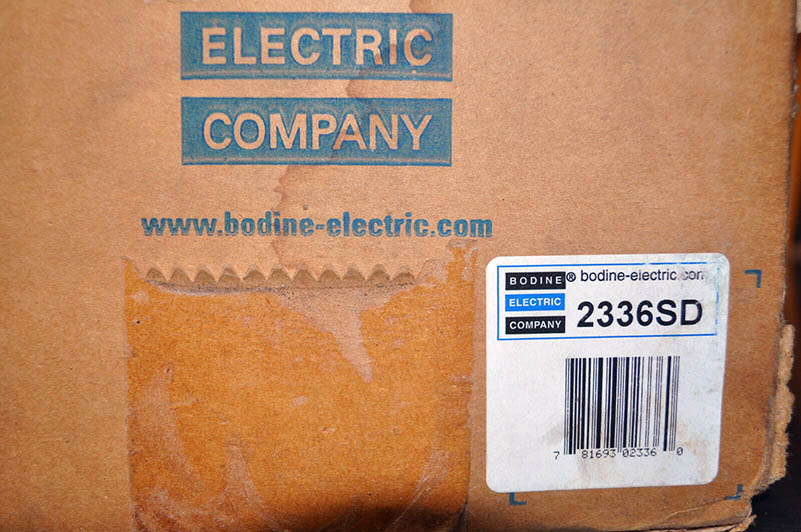 ELECTRIC
COMPANY
www.bodine-electric.com
BODINE® bodine-electric.com
ELECTRIC
COMPANY
2336SD
7 81693 02336 0